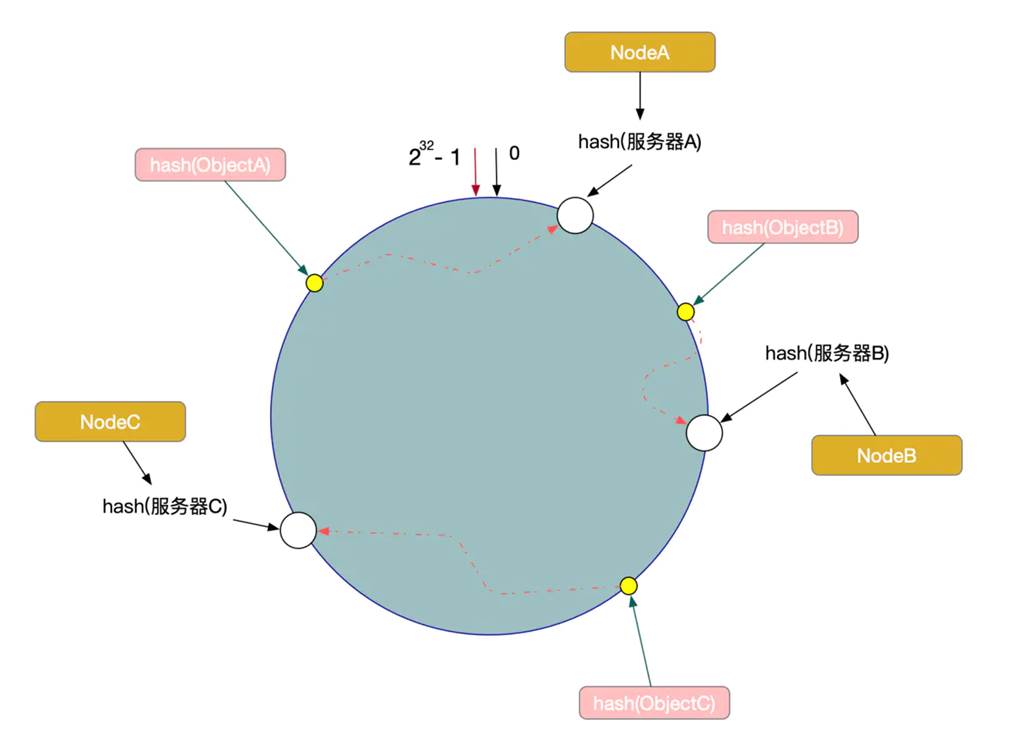 NodeA
hash(服务器A)
2^32 - 1
0
hash(ObjectA)
hash(ObjectB)
hash(服务器B)
NodeC
NodeB
hash(服务器C)
hash(ObjectC)